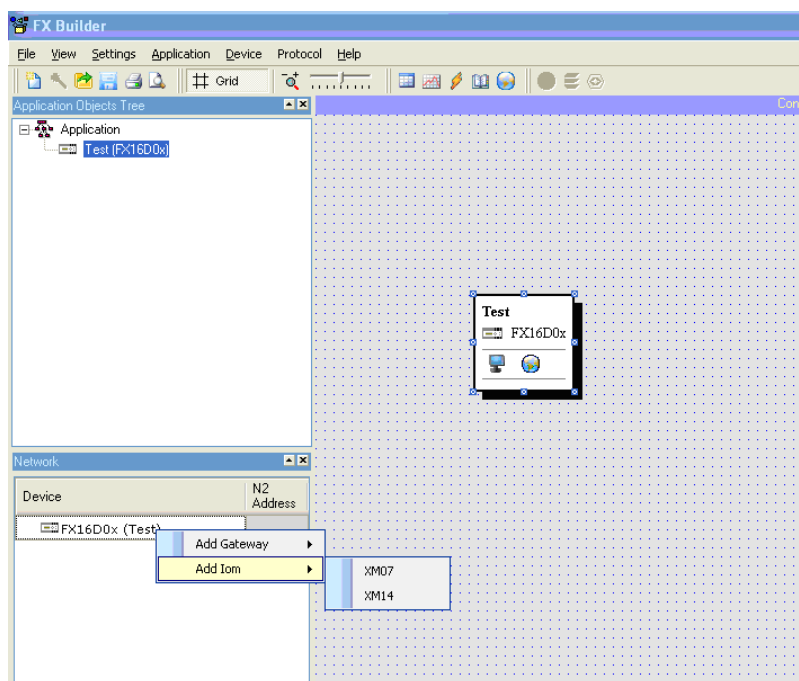 FX Builder
File View Settings Application Device Protocol Help
Grid
Application Objects Tree
Con
Application
Test (FX16D0x)
Test
FX16D0x
Network
Device
N2 Address
FX16D0x (Test)
Add Gateway
Add Iom
XM07
XM14